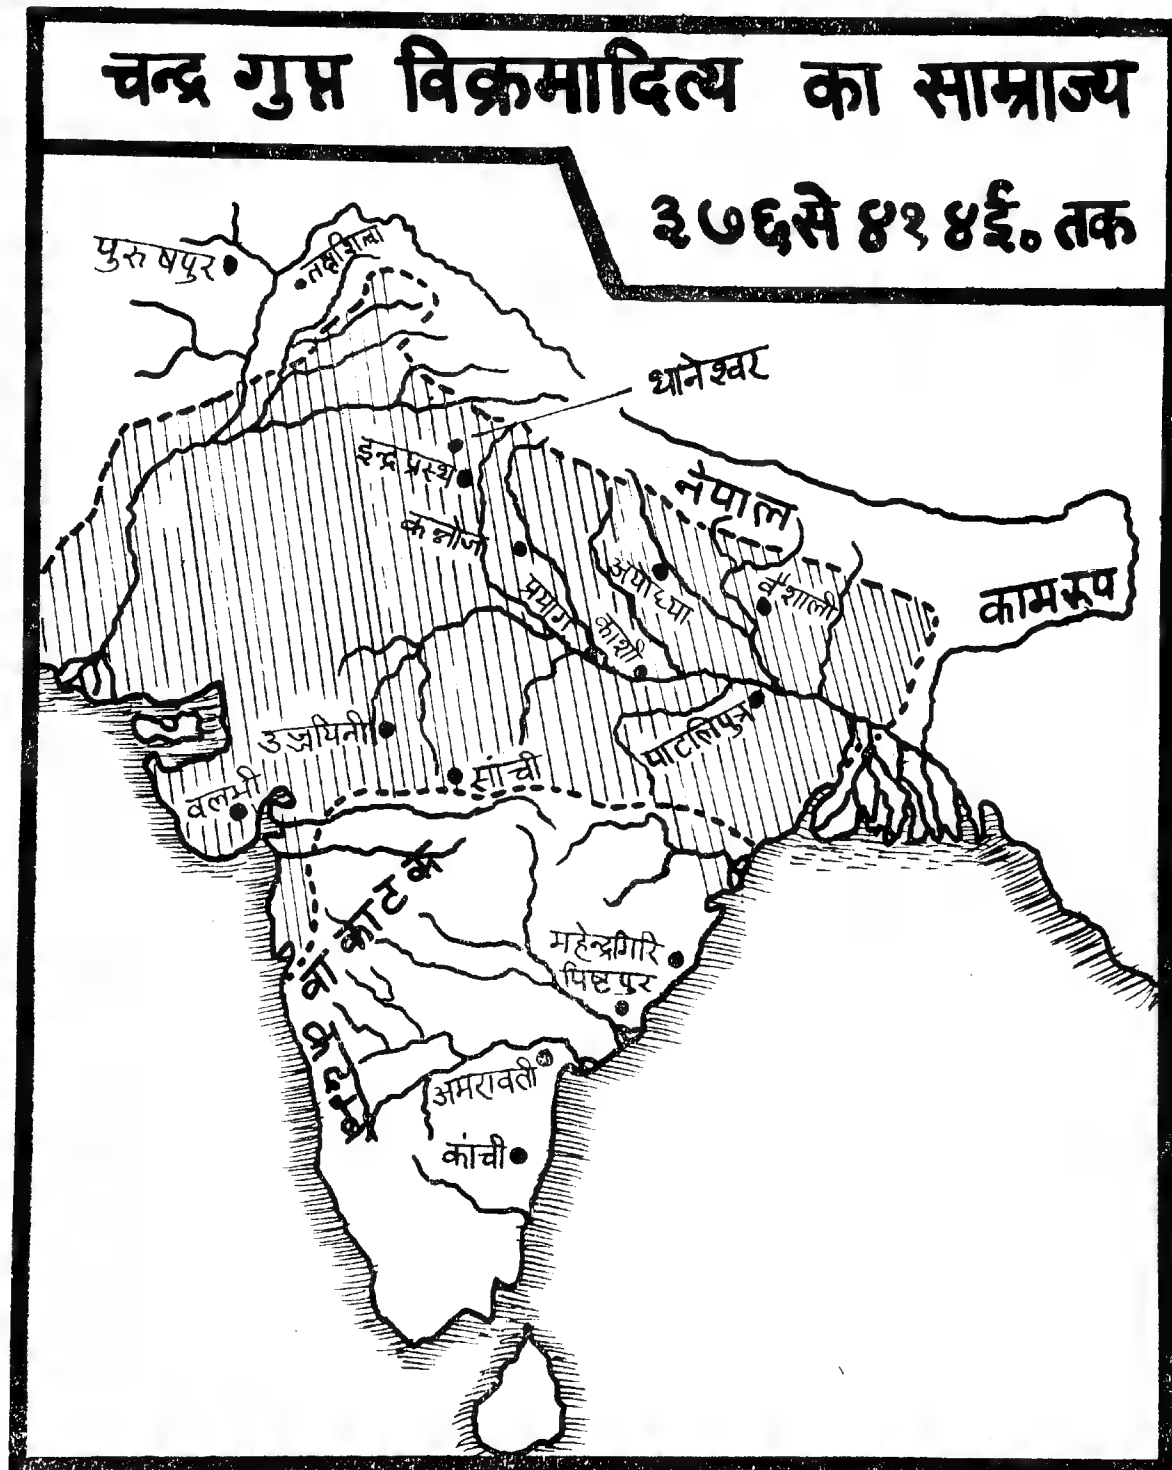 चन्द्र गुप्त विक्रमादित्य का साम्राज्य
३७६से ४१४ई॰ तक
पुरुषपुर
तक्षशिला
थानेश्वर
इन्द्रप्रस्थ
नैपाल
कन्नौज
अयोध्या
वैशाली
कामरूप
प्रयाग
काशी
उज्जयिनी
सांची
पाटलिपुत्र
वलभी
वाकाटक
महेन्द्रगिरि
पिष्टपुर
अमरावती
कांची